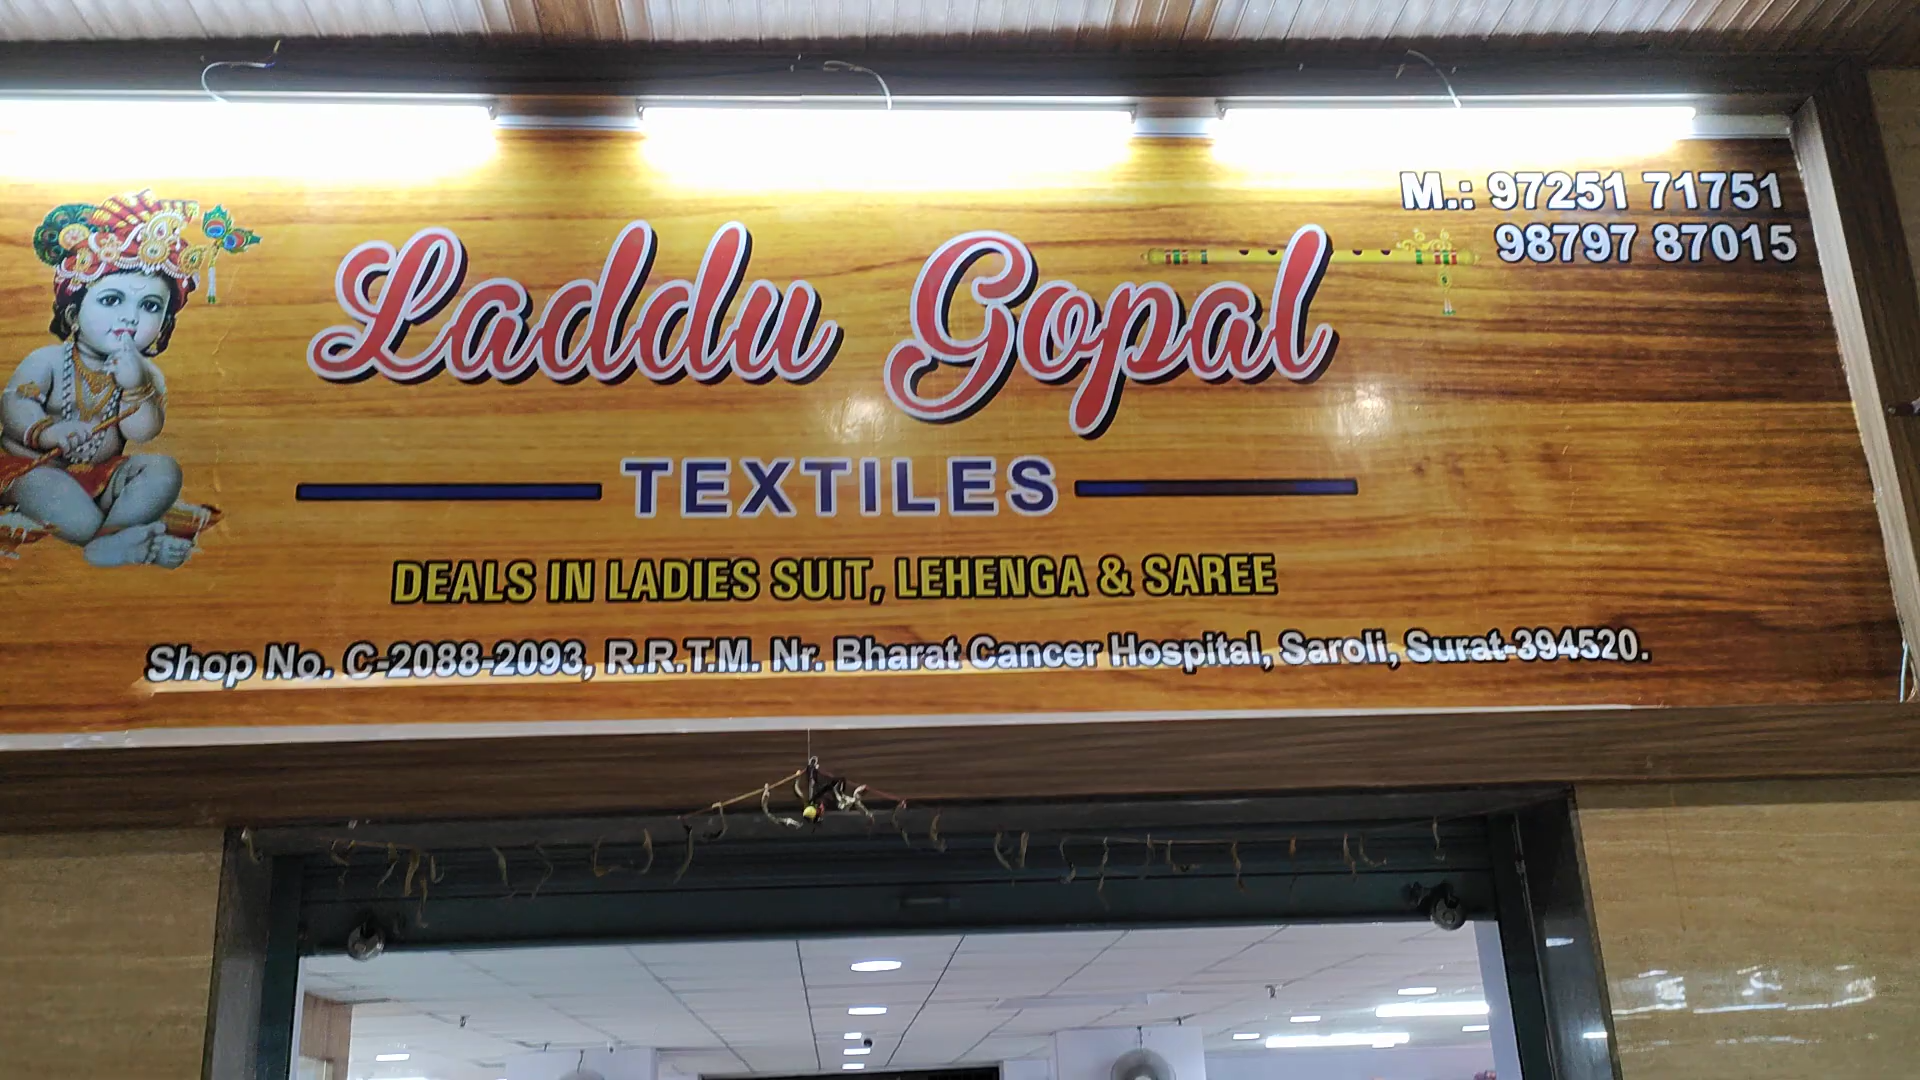 M.: 97251 71751
98797 87015
Laddu Gopal
TEXTILES
DEALS IN LADIES SUIT, LEHENGA & SAREE
Shop No. C-2088-2093, R.R.T.M. Nr. Bharat Cancer Hospital, Saroli, Surat-394520.